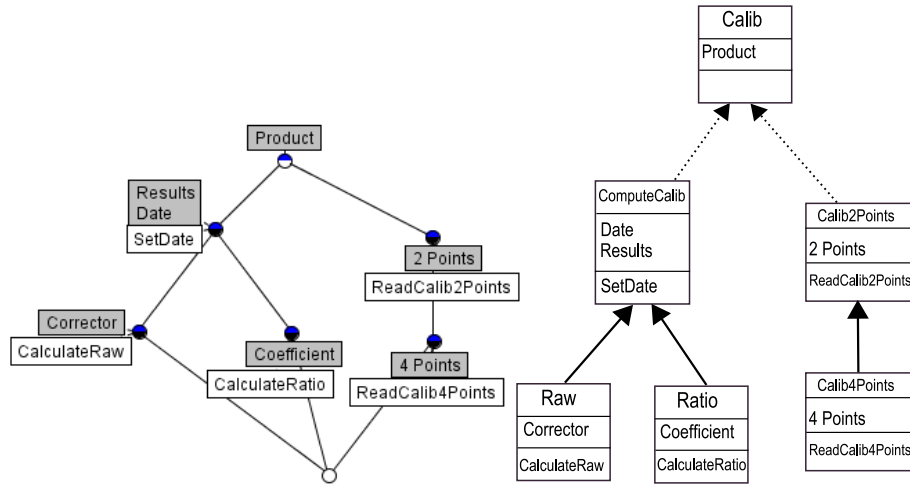 Product
Results
Date
SetDate
2 Points
ReadCalib2Points
Corrector
CalculateRaw
Coefficient
CalculateRatio
4 Points
ReadCalib4Points
Calib
Product
ComputeCalib
Date
Results
SetDate
Calib2Points
2 Points
ReadCalib2Points
Raw
Corrector
CalculateRaw
Ratio
Coefficient
CalculateRatio
Calib4Points
4 Points
ReadCalib4Points